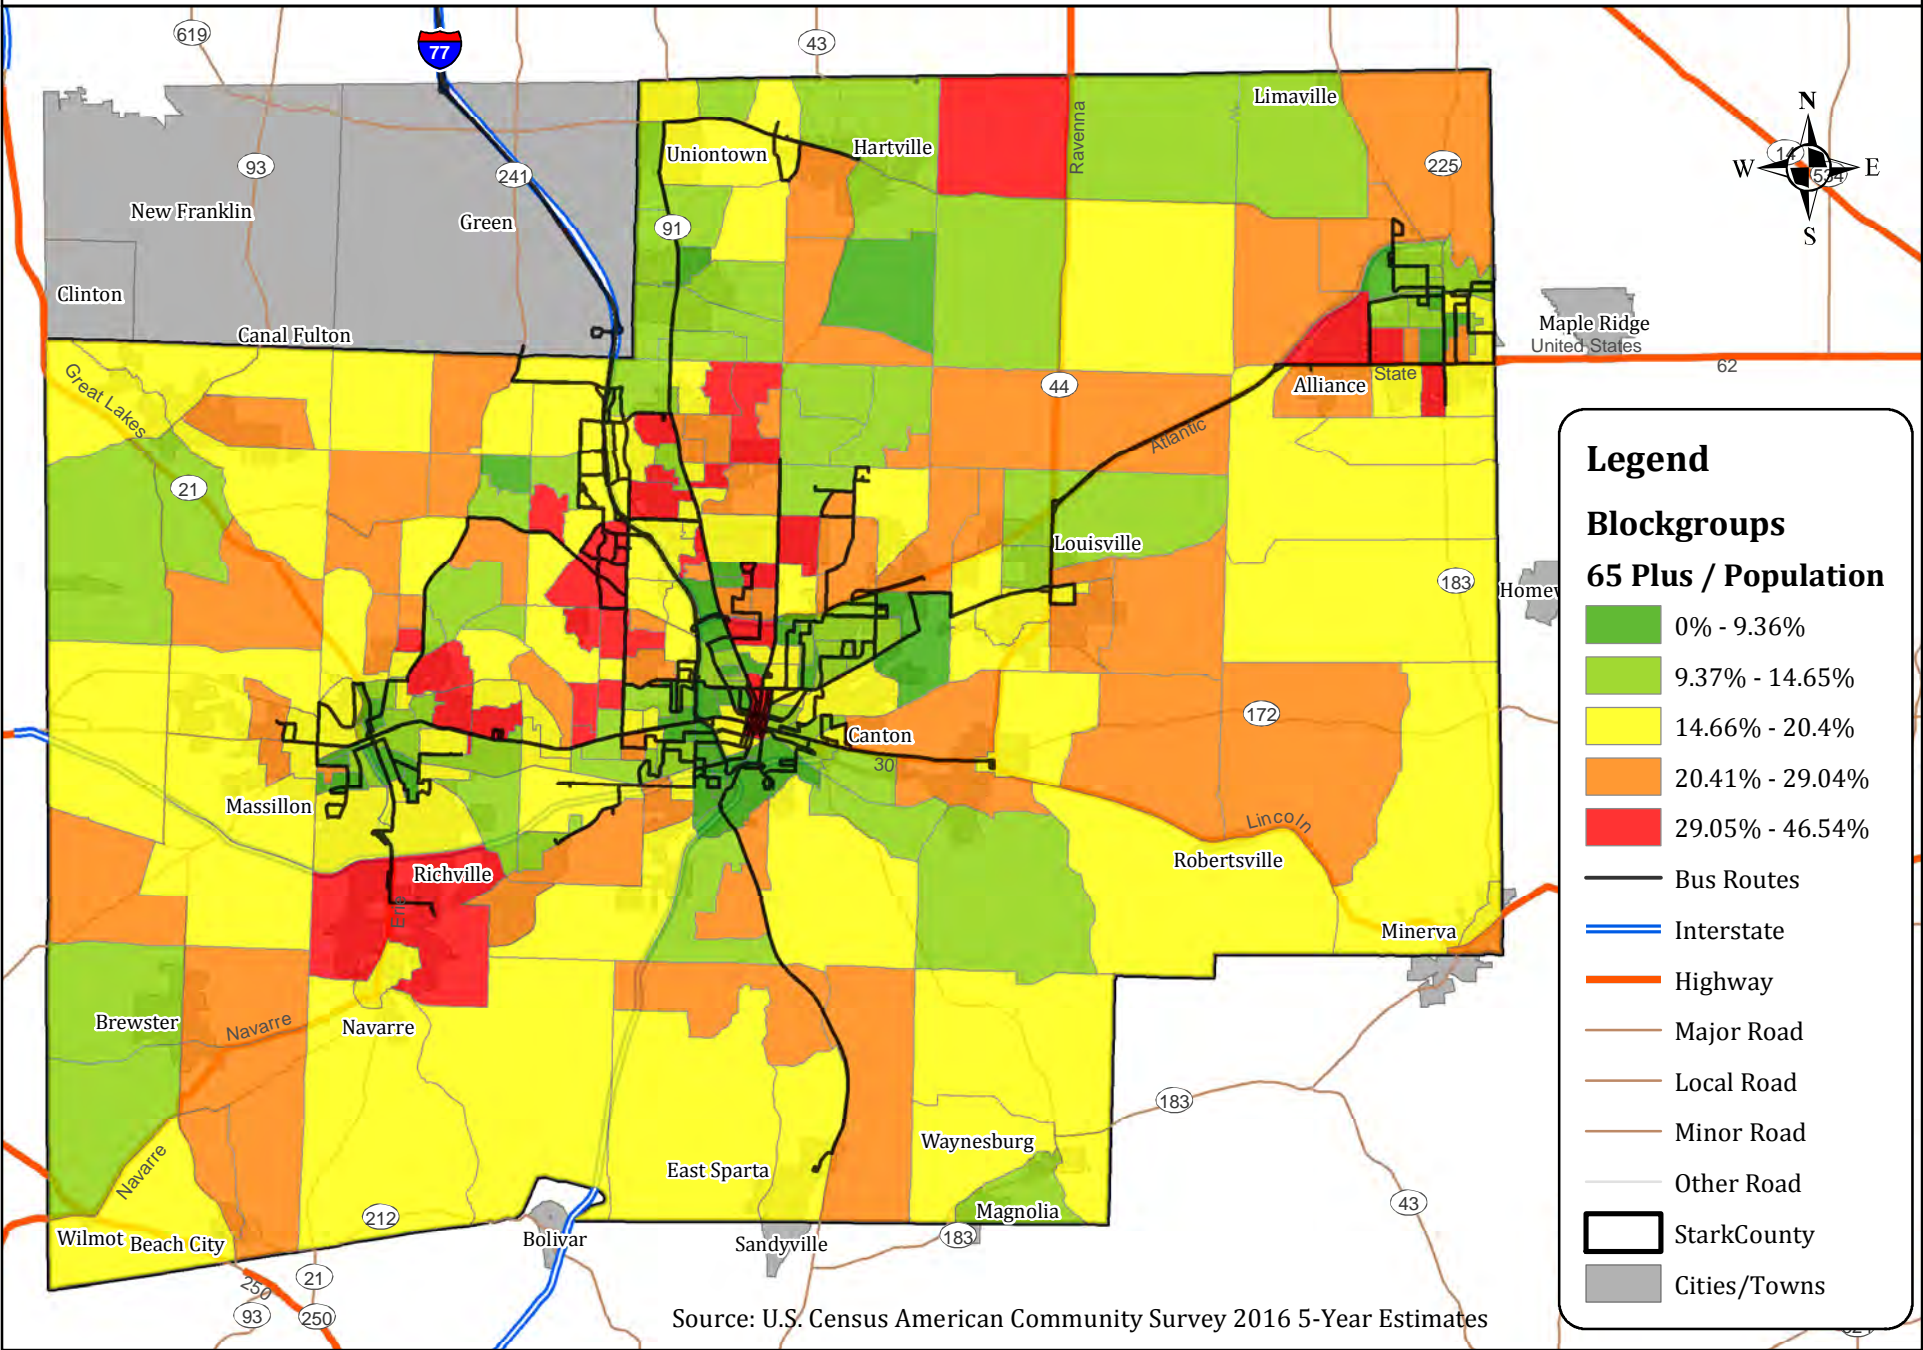 619
77
43
Limaville
Ravenna
Uniontown
Hartville
225
N
W
E
S
14
534
93
241
New Franklin
Green
91
Clinton
Canal Fulton
Maple Ridge
United States
62
Great Lakes
44
Alliance
State
Atlantic
21
Louisville
183
172
Canton
30
Massillon
Lincoln
Robertsville
Richville
Erie
Minerva
Brewster
Navarre
Navarre
Navarre
183
Waynesburg
East Sparta
Magnolia
43
212
Wilmot
Beach City
Bolivar
Sandyville
183
21
250
93
250
Legend
Blockgroups
65 Plus / Population
0% - 9.36%
9.37% - 14.65%
14.66% - 20.4%
20.41% - 29.04%
29.05% - 46.54%
Bus Routes
Interstate
Highway
Major Road
Local Road
Minor Road
Other Road
StarkCounty
Cities/Towns
Source: U.S. Census American Community Survey 2016 5-Year Estimates